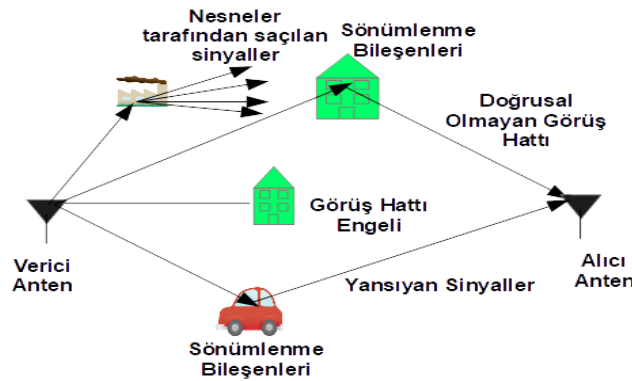 Nesneler
tarafından saçılan
sinyaller
Sönümlenme
Bileşenleri
Doğrusal
Olmayan Görüş
Hattı
Görüş Hattı
Engeli
Verici
Anten
Alıcı
Anten
Yansıyan Sinyaller
Sönümlenme
Bileşenleri